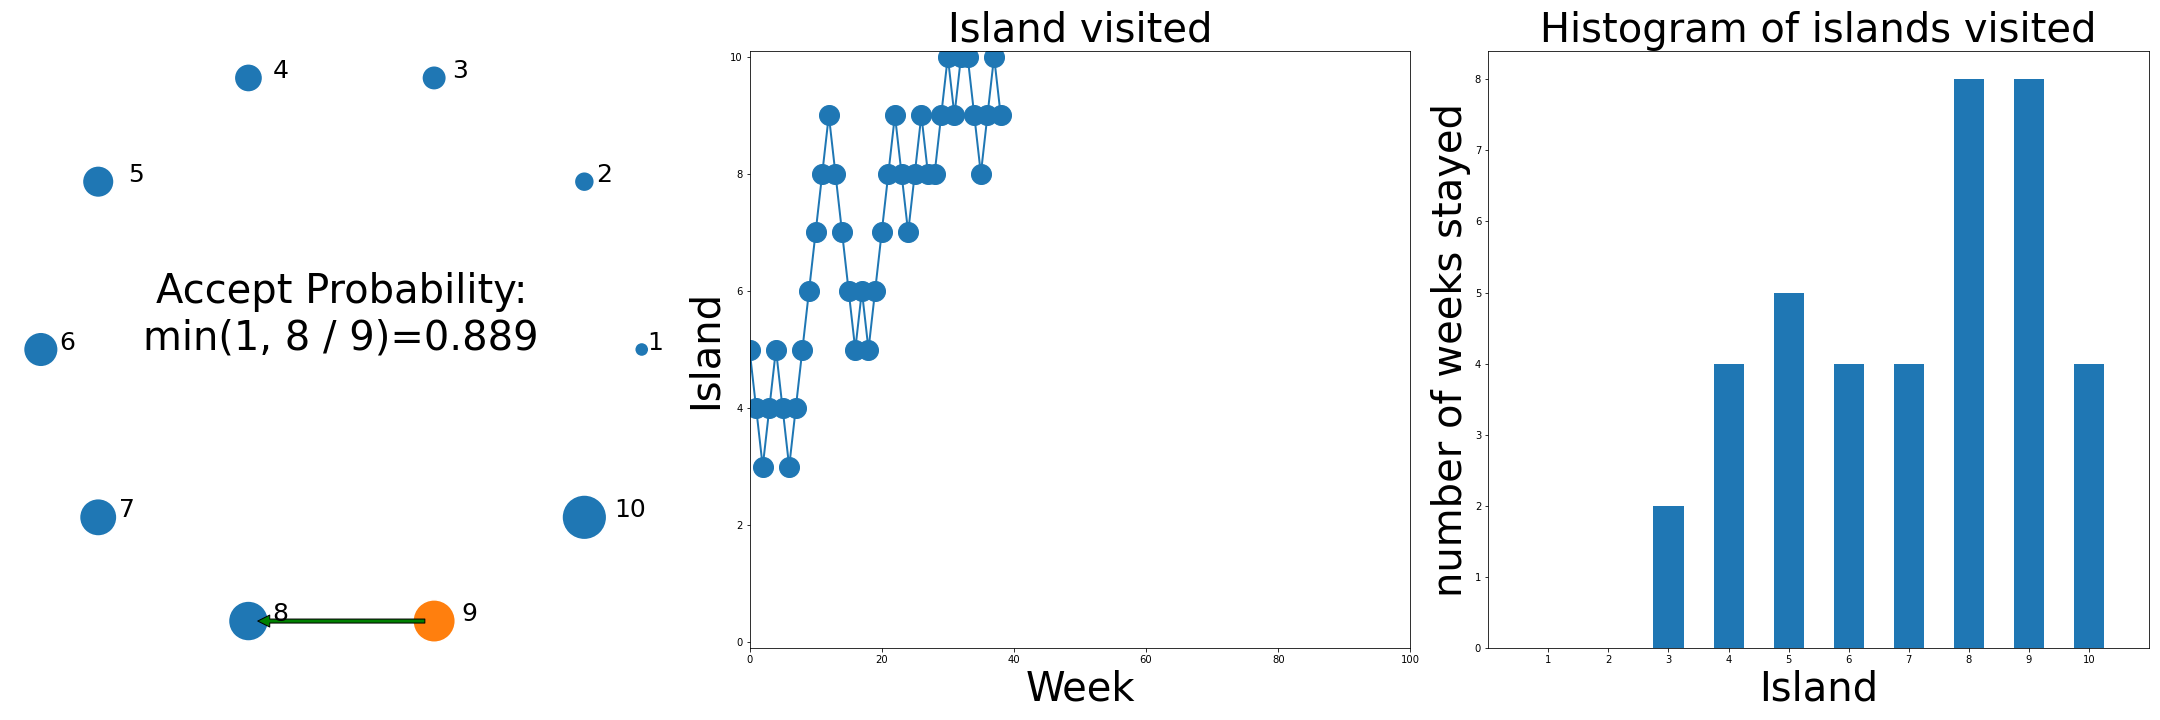 4
3
5
2
Accept Probability:
min(1, 8 / 9)=0.889
6
1
7
10
8
9
Island visited
Island
10
8
6
4
2
0
0 20 40 60 80 100
Week
Histogram of islands visited
number of weeks stayed
8
7
6
5
4
3
2
1
0
1 2 3 4 5 6 7 8 9 10
Island